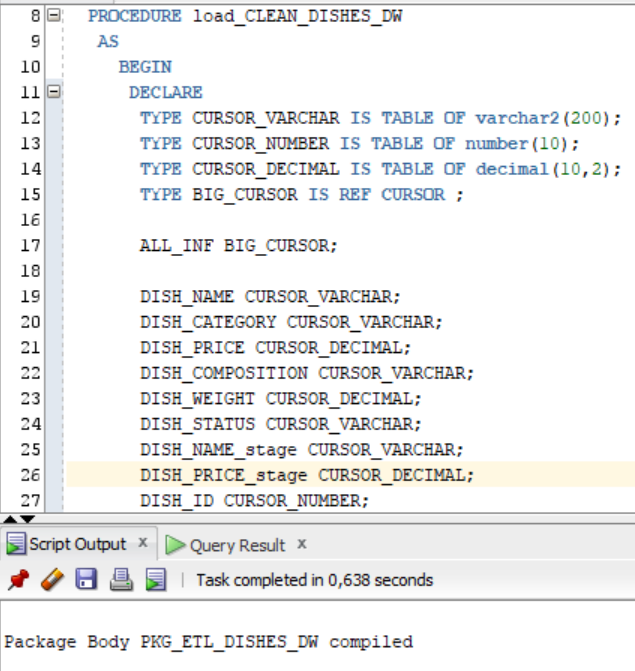 8 PROCEDURE load_CLEAN_DISHES_DW
9 AS
10 BEGIN
11 DECLARE
12 TYPE CURSOR_VARCHAR IS TABLE OF varchar2(200);
13 TYPE CURSOR_NUMBER IS TABLE OF number(10);
14 TYPE CURSOR_DECIMAL IS TABLE OF decimal(10,2);
15 TYPE BIG_CURSOR IS REF CURSOR ;
16
17 ALL_INF BIG_CURSOR;
18
19 DISH_NAME CURSOR_VARCHAR;
20 DISH_CATEGORY CURSOR_VARCHAR;
21 DISH_PRICE CURSOR_DECIMAL;
22 DISH_COMPOSITION CURSOR_VARCHAR;
23 DISH_WEIGHT CURSOR_DECIMAL;
24 DISH_STATUS CURSOR_VARCHAR;
25 DISH_NAME_stage CURSOR_VARCHAR;
26 DISH_PRICE_stage CURSOR_DECIMAL;
27 DISH_ID CURSOR_NUMBER;
Script Output x Query Result x
Task completed in 0,638 seconds
Package Body PKG_ETL_DISHES_DW compiled